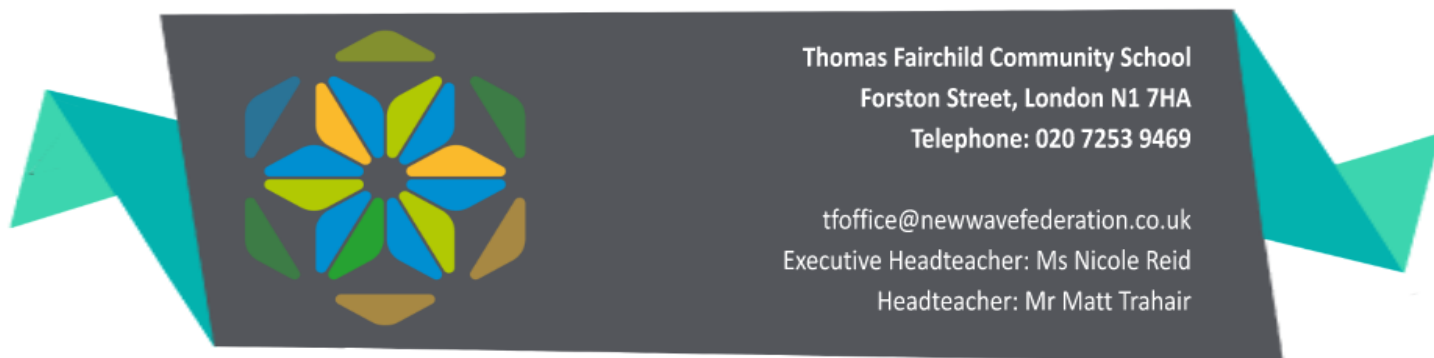 Thomas Fairchild Community School
Forston Street, London N1 7HA
Telephone: 020 7253 9469
tfoffice@newwavefederation.co.uk
Executive Headteacher: Ms Nicole Reid
Headteacher: Mr Matt Trahair